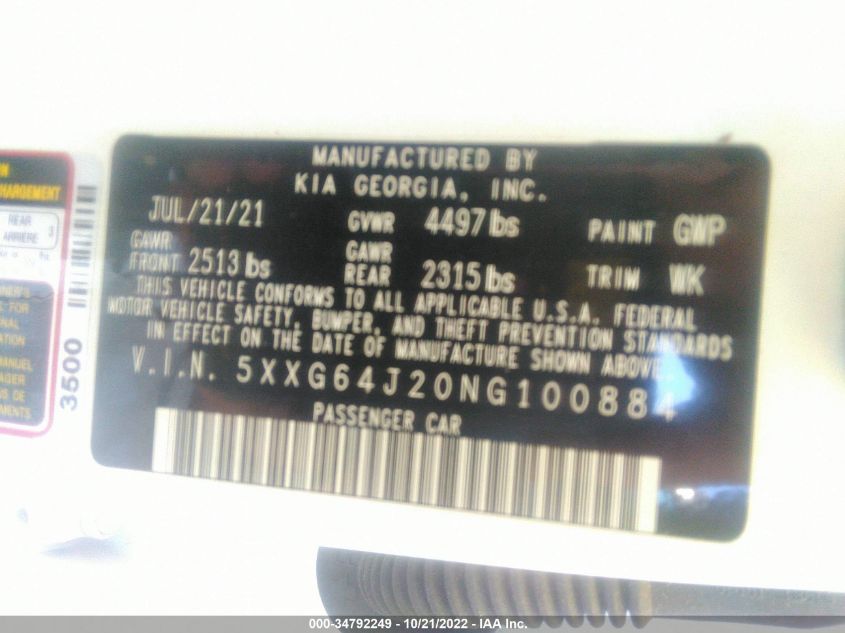 MANUFACTURED BY
KIA GEORGIA, INC.
JUL/21/21 GVWR 4497 lbs PAINT GWP
GAWR FRONT 2513 lbs GAWR REAR 2315 lbs TRIM WK
THIS VEHICLE CONFORMS TO ALL APPLICABLE U.S.A. FEDERAL
MOTOR VEHICLE SAFETY, BUMPER, AND THEFT PREVENTION STANDARDS
IN EFFECT ON THE DATE OF MANUFACTURE SHOWN ABOVE.
V.I.N. 5XXG64J20NG100884
PASSENGER CAR
REAR
ARRIERE 3
MANUEL
3500
000-34792249 - 10/21/2022 - IAA Inc.